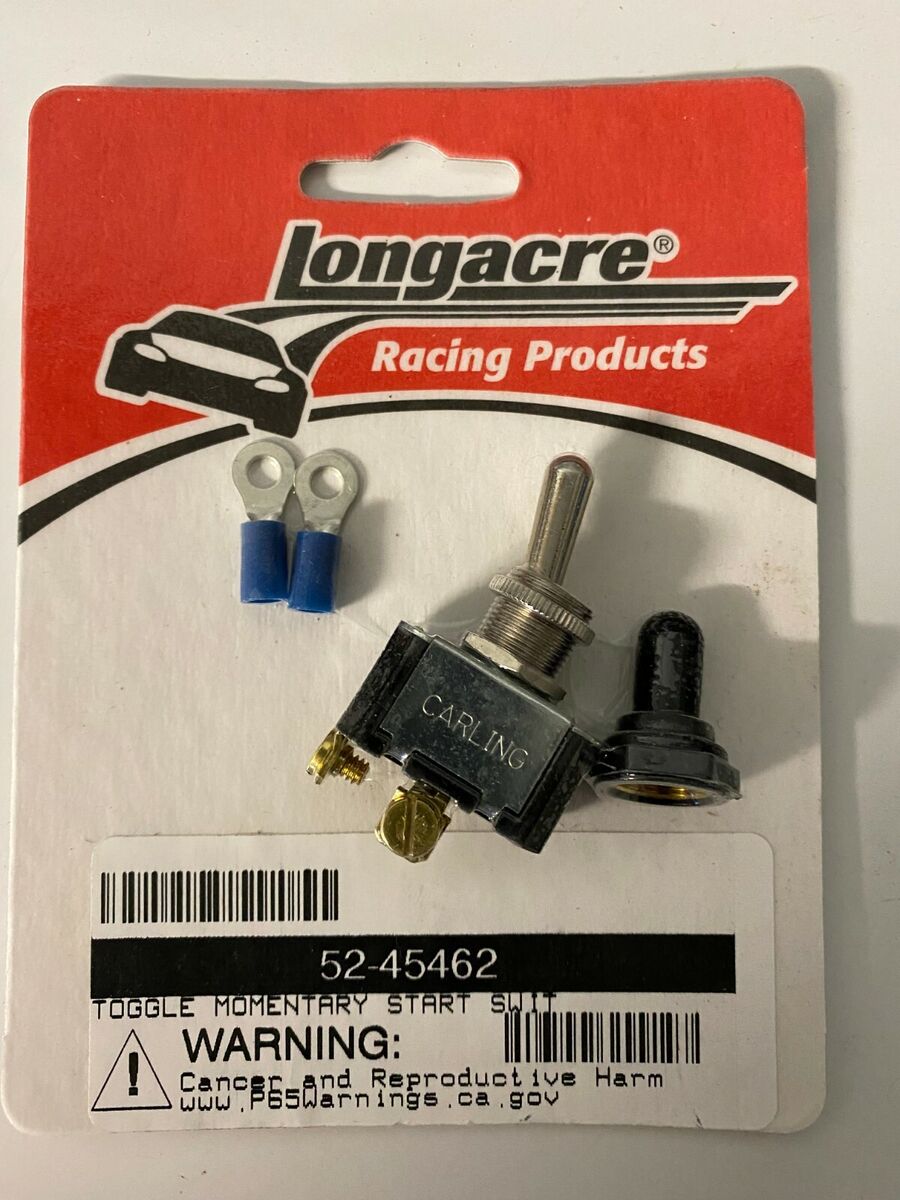 Longacre®
Racing Products
CARLING
52-45462
TOGGLE MOMENTARY START SWIT
WARNING:
Cancer and Reproductive Harm
www.P65Warnings.ca.gov